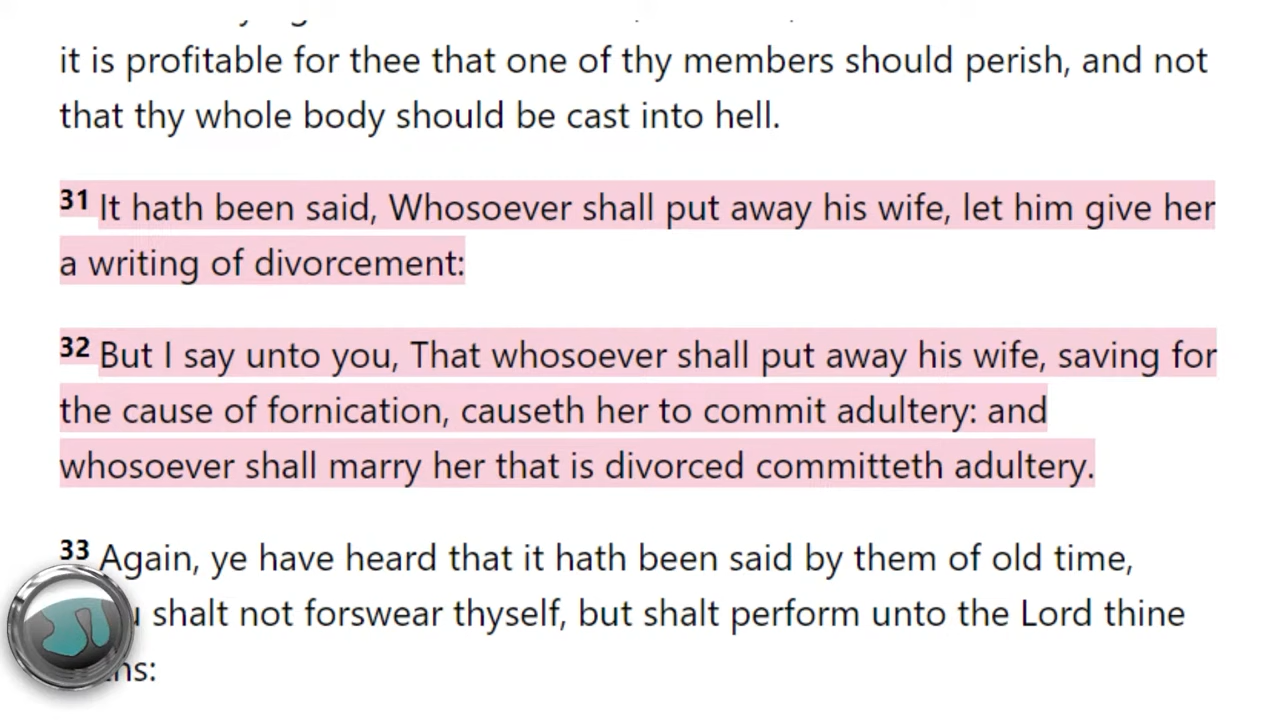 it is profitable for thee that one of thy members should perish, and not
that thy whole body should be cast into hell.
31 It hath been said, Whosoever shall put away his wife, let him give her
a writing of divorcement:
32 But I say unto you, That whosoever shall put away his wife, saving for
the cause of fornication, causeth her to commit adultery: and
whosoever shall marry her that is divorced committeth adultery.
33 Again, ye have heard that it hath been said by them of old time,
shalt not forswear thyself, but shalt perform unto the Lord thine